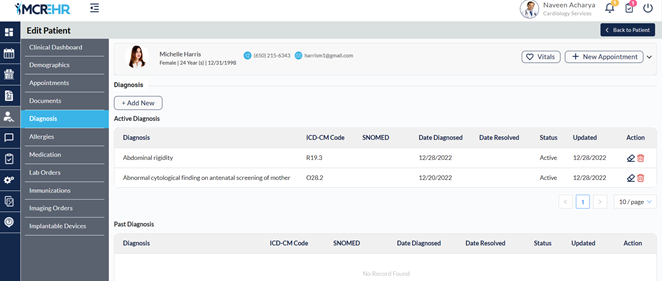 MCREHR
Naveen Acharya
Cardiology Services
Edit Patient
Back to Patient
Clinical Dashboard
Demographics
Appointments
Documents
Diagnosis
Allergies
Medication
Lab Orders
Immunizations
Imaging Orders
Implantable Devices
Michelle Harris
Female | 24 Year (s) | 12/31/1998
(650) 215-6343
harrism1@gmail.com
Vitals
+ New Appointment
Diagnosis
+ Add New
Active Diagnosis
Diagnosis ICD-CM Code SNOMED Date Diagnosed Date Resolved Status Updated Action
Abdominal rigidity R19.3 12/28/2022 Active 12/28/2022
Abnormal cytological finding on antenatal screening of mother O28.2 12/20/2022 Active 12/28/2022
< 1 > 10 / page
Past Diagnosis
Diagnosis ICD-CM Code SNOMED Date Diagnosed Date Resolved Status Updated Action
No Record Found